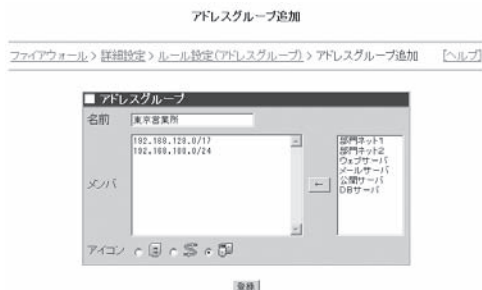 アドレスグループ追加
ファイアウォール > 詳細設定 > ルール設定(アドレスグループ) > アドレスグループ追加 [ヘルプ]
■ アドレスグループ
名前 東京営業所
メンバ
192.168.128.0/17
192.168.100.0/24
←
部門ネット1
部門ネット2
ウェブサーバ
メールサーバ
公開サーバ
DBサーバ
アイコン
登録